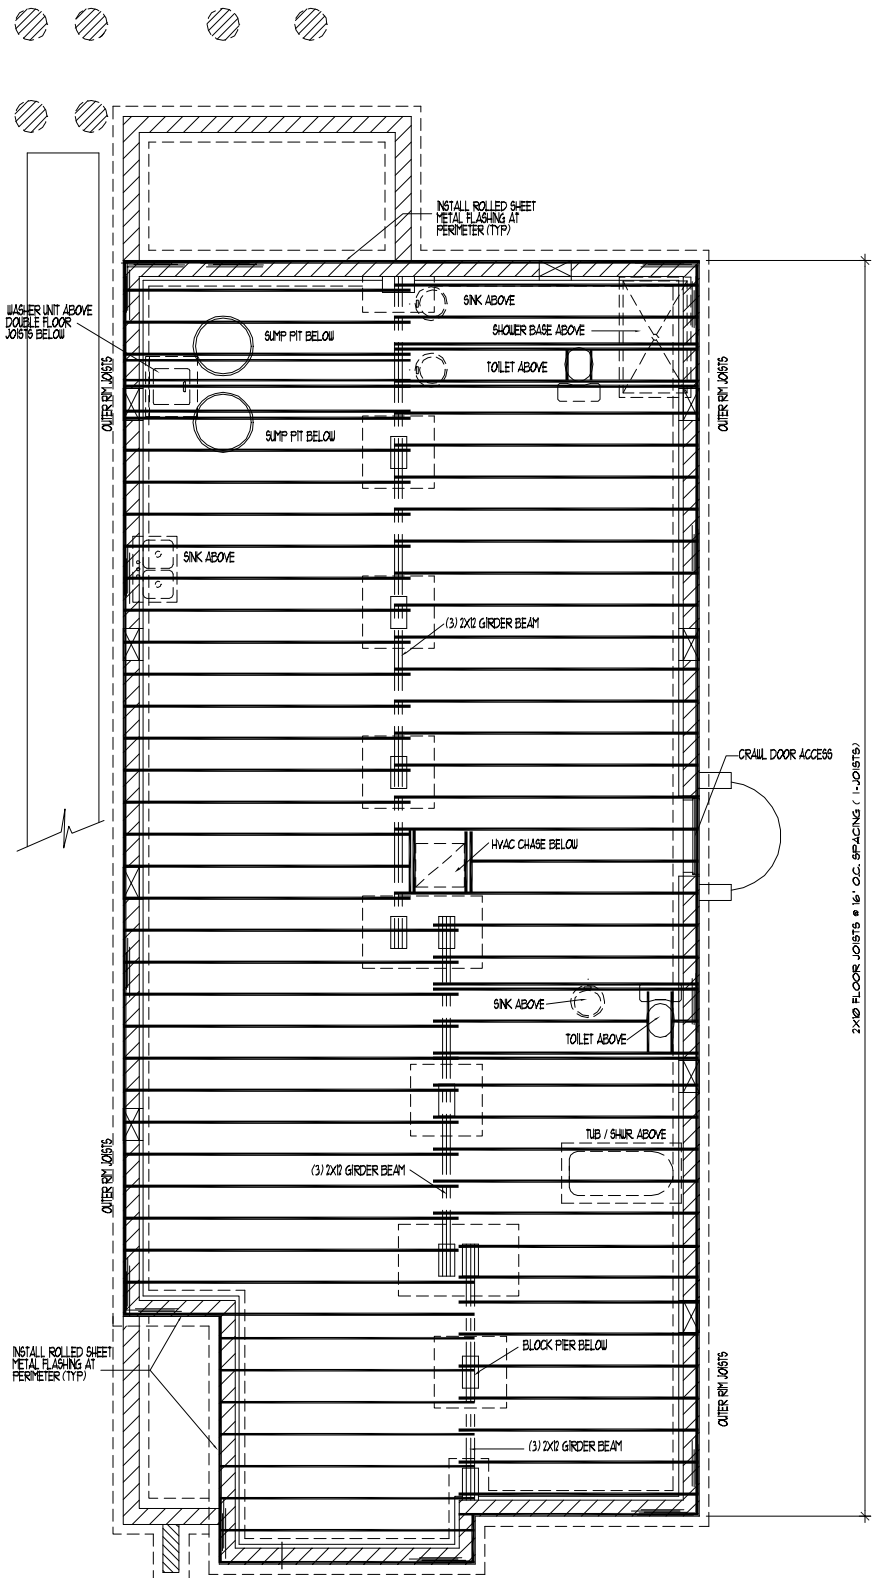 INSTALL ROLLED SHEET
METAL FLASHING AT
PERIMETER (TYP)
WASHER UNIT ABOVE
DOUBLE FLOOR
JOISTS BELOW
SUMP PIT BELOW
SINK ABOVE
SHOWER BASE ABOVE
TOILET ABOVE
OUTER RIM JOISTS
OUTER RIM JOISTS
SUMP PIT BELOW
SINK ABOVE
(3) 2X12 GIRDER BEAM
CRAWL DOOR ACCESS
HVAC CHASE BELOW
2X10 FLOOR JOISTS @ 16" O.C. SPACING ( I-JOISTS)
SINK ABOVE
TOILET ABOVE
TUB / SHWR. ABOVE
OUTER RIM JOISTS
(3) 2X12 GIRDER BEAM
INSTALL ROLLED SHEET
METAL FLASHING AT
PERIMETER (TYP)
BLOCK PIER BELOW
OUTER RIM JOISTS
(3) 2X12 GIRDER BEAM